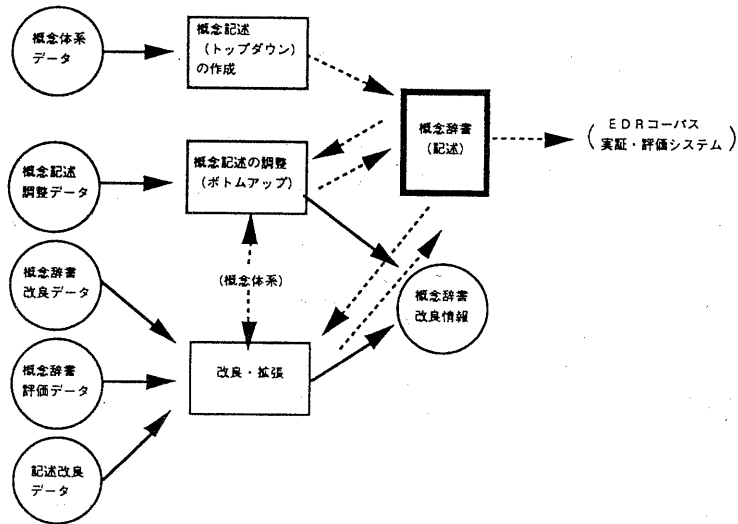 概念体系
データ
概念記述
（トップダウン）
の作成
概念辞書
（記述）
ＥＤＲコーパス
実証・評価システム
概念記述
調整データ
概念記述の調整
（ボトムアップ）
概念辞書
改良データ
（概念体系）
概念辞書
改良情報
概念辞書
評価データ
改良・拡張
記述改良
データ